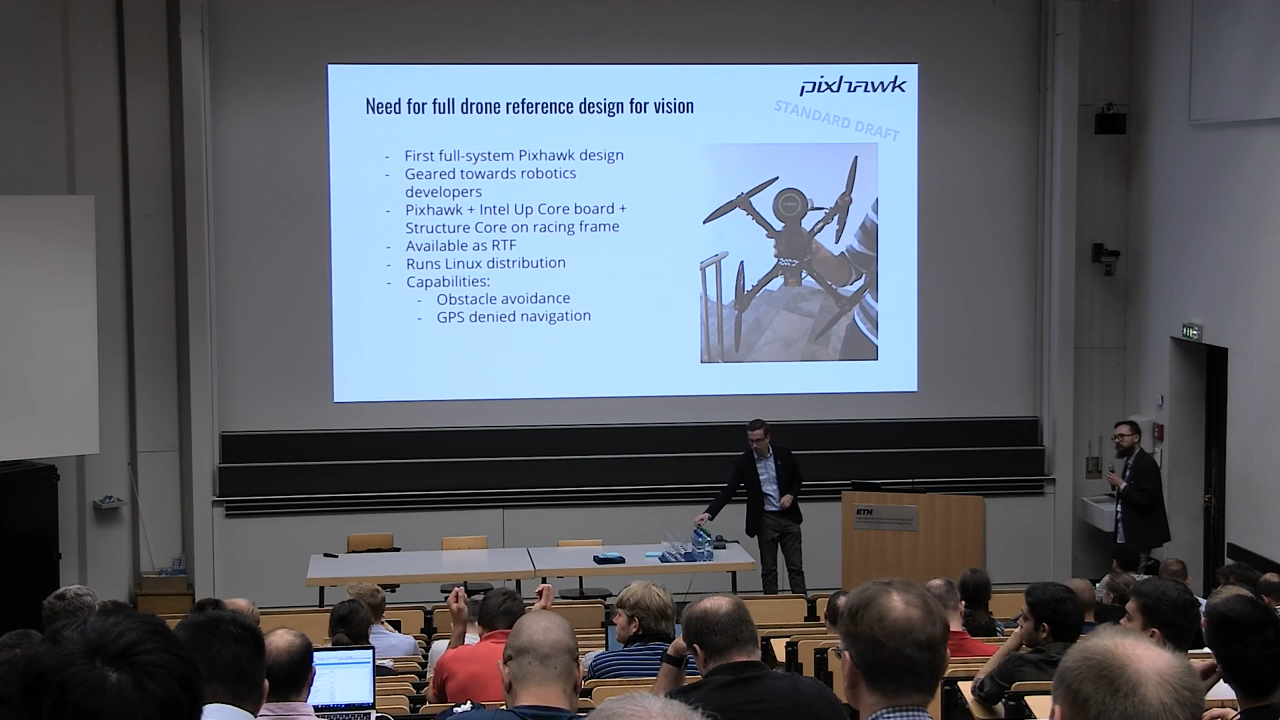 pixhawk
Need for full drone reference design for vision
STANDARD DRAFT
- First full-system Pixhawk design
- Geared towards robotics
developers
- Pixhawk + Intel Up Core board +
Structure Core on racing frame
- Available as RTF
- Runs Linux distribution
- Capabilities:
- Obstacle avoidance
- GPS denied navigation
ETH